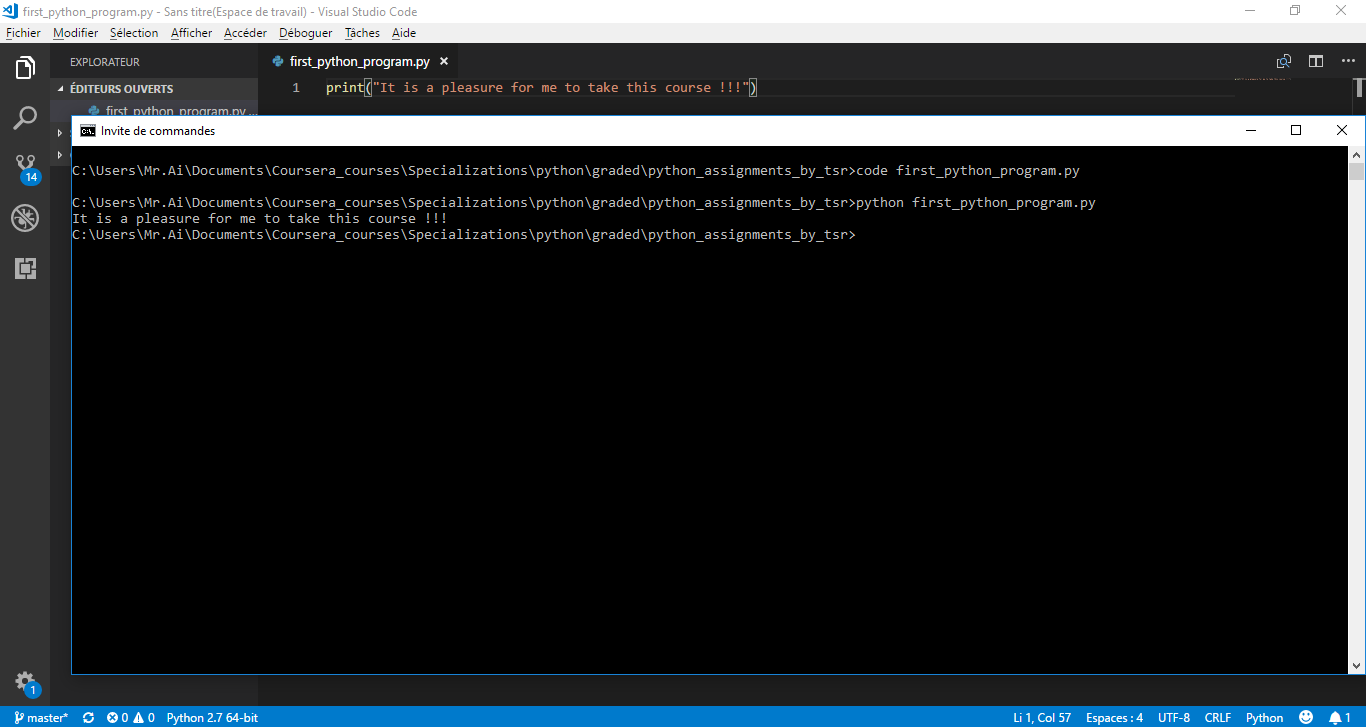 first_python_program.py - Sans titre(Espace de travail) - Visual Studio Code
Fichier Modifier Sélection Afficher Accéder Déboguer Tâches Aide
EXPLORATEUR
first_python_program.py ×
ÉDITEURS OUVERTS
1 print("It is a pleasure for me to take this course !!!")
first_python_program.py ...
Invite de commandes
C:\Users\Mr.Ai\Documents\Coursera_courses\Specializations\python\graded\python_assignments_by_tsr>code first_python_program.py
C:\Users\Mr.Ai\Documents\Coursera_courses\Specializations\python\graded\python_assignments_by_tsr>python first_python_program.py
It is a pleasure for me to take this course !!!
C:\Users\Mr.Ai\Documents\Coursera_courses\Specializations\python\graded\python_assignments_by_tsr>
14
1
master* 0 0 Python 2.7 64-bit Li 1, Col 57 Espaces : 4 UTF-8 CRLF Python 1